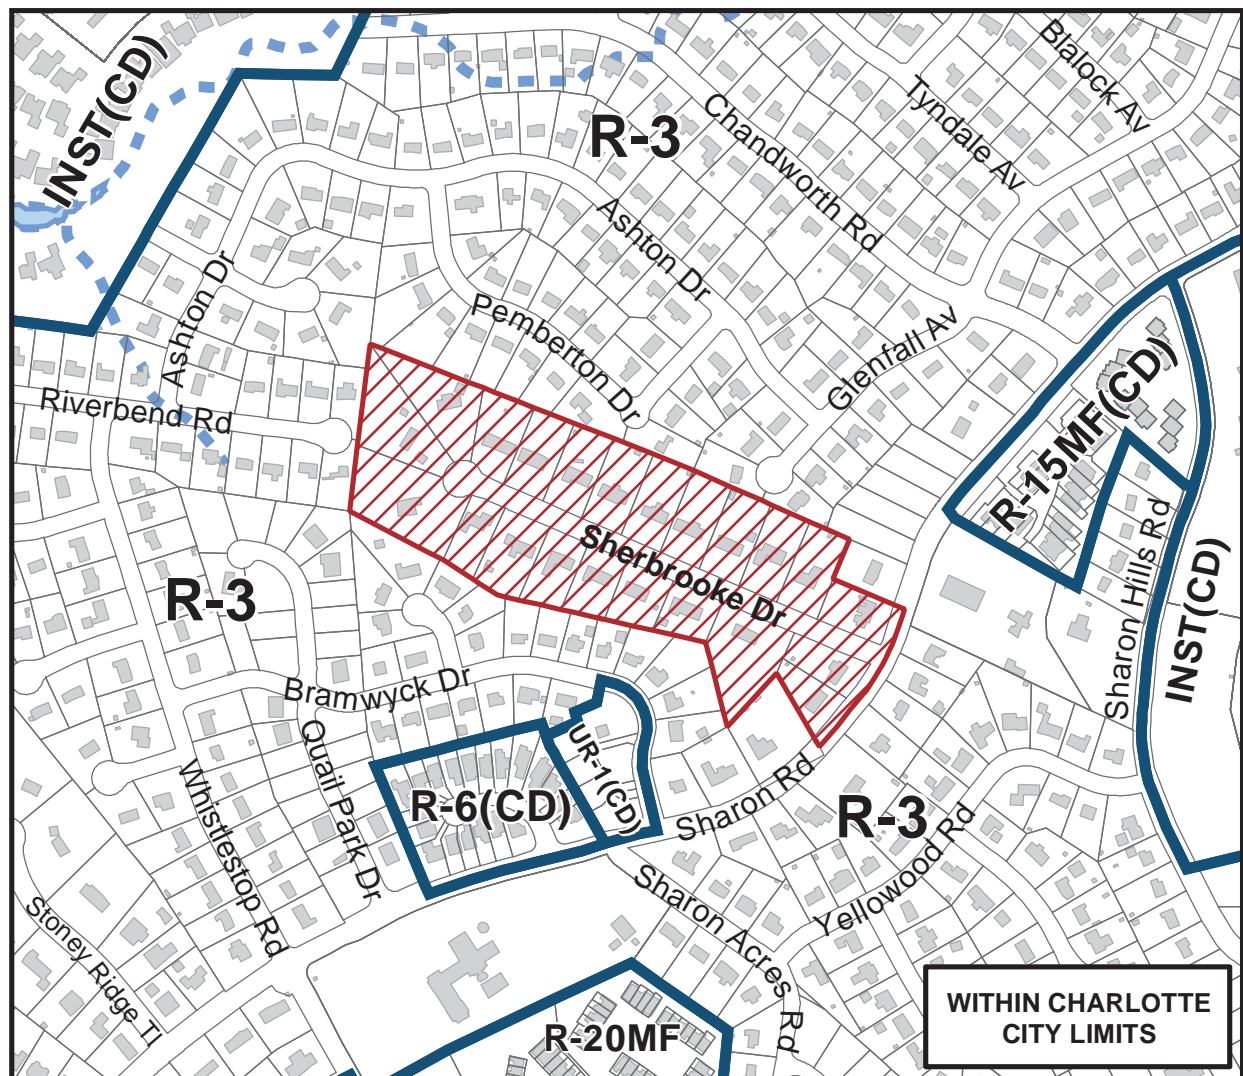 INST(CD)
Blalock Av
Tyndale Av
R-3
Chandworth Rd
Ashton Dr
Ashton Dr
Pemberton Dr
Glenfall Av
Riverbend Rd
R-15MF(CD)
Sharon Hills Rd
INST(CD)
Sherbrooke Dr
R-3
Bramwyck Dr
Quail Park Dr
UR-1(CD)
R-6(CD)
Whistlestop Rd
Sharon Rd
R-3
Yellowood Rd
Sharon Acres Rd
Stoney Ridge Tl
R-20MF
WITHIN CHARLOTTE
CITY LIMITS